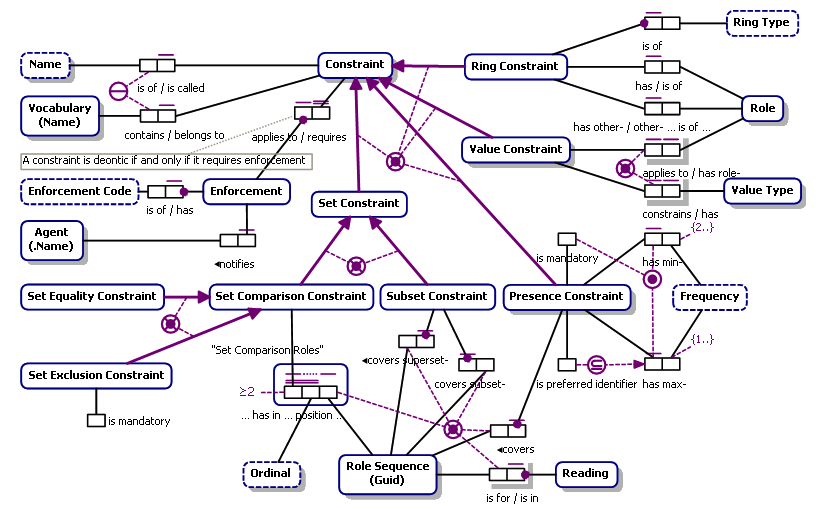 Ring Type
is of
Name
Constraint
Ring Constraint
is of / is called
has / is of
Vocabulary
(Name)
Role
contains / belongs to
applies to / requires
has other- / other- ... is of ...
Value Constraint
A constraint is deontic if and only if it requires enforcement
applies to / has role-
Enforcement Code
Enforcement
Value Type
is of / has
Set Constraint
constrains / has
Agent
(.Name)
{2..}
◄notifies
is mandatory
has min-
Set Equality Constraint
Set Comparison Constraint
Subset Constraint
Presence Constraint
Frequency
"Set Comparison Roles"
{1..}
◄covers superset-
Set Exclusion Constraint
covers subset-
is preferred identifier
has max-
≥2
is mandatory
... has in ... position ...
◄covers
Ordinal
Role Sequence
(Guid)
Reading
is for / is in